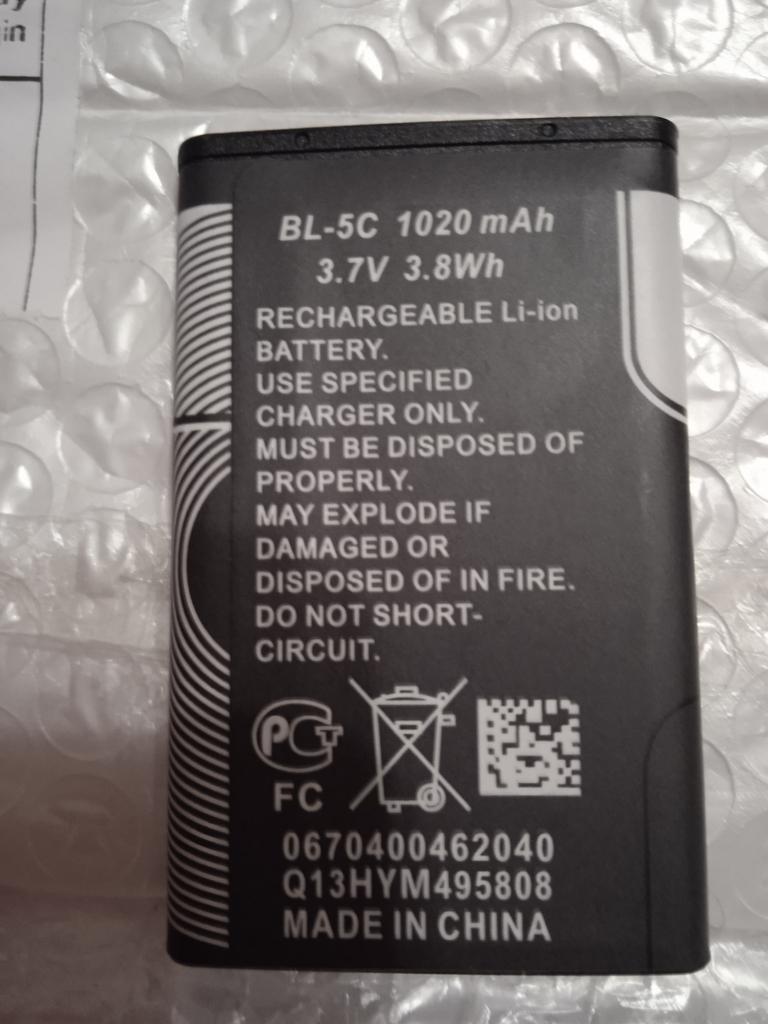 in
BL-5C 1020 mAh
3.7V 3.8Wh
RECHARGEABLE Li-ion
BATTERY.
USE SPECIFIED
CHARGER ONLY.
MUST BE DISPOSED OF
PROPERLY.
MAY EXPLODE IF
DAMAGED OR
DISPOSED OF IN FIRE.
DO NOT SHORT-
CIRCUIT.
PCT
FC
0670400462040
Q13HYM495808
MADE IN CHINA